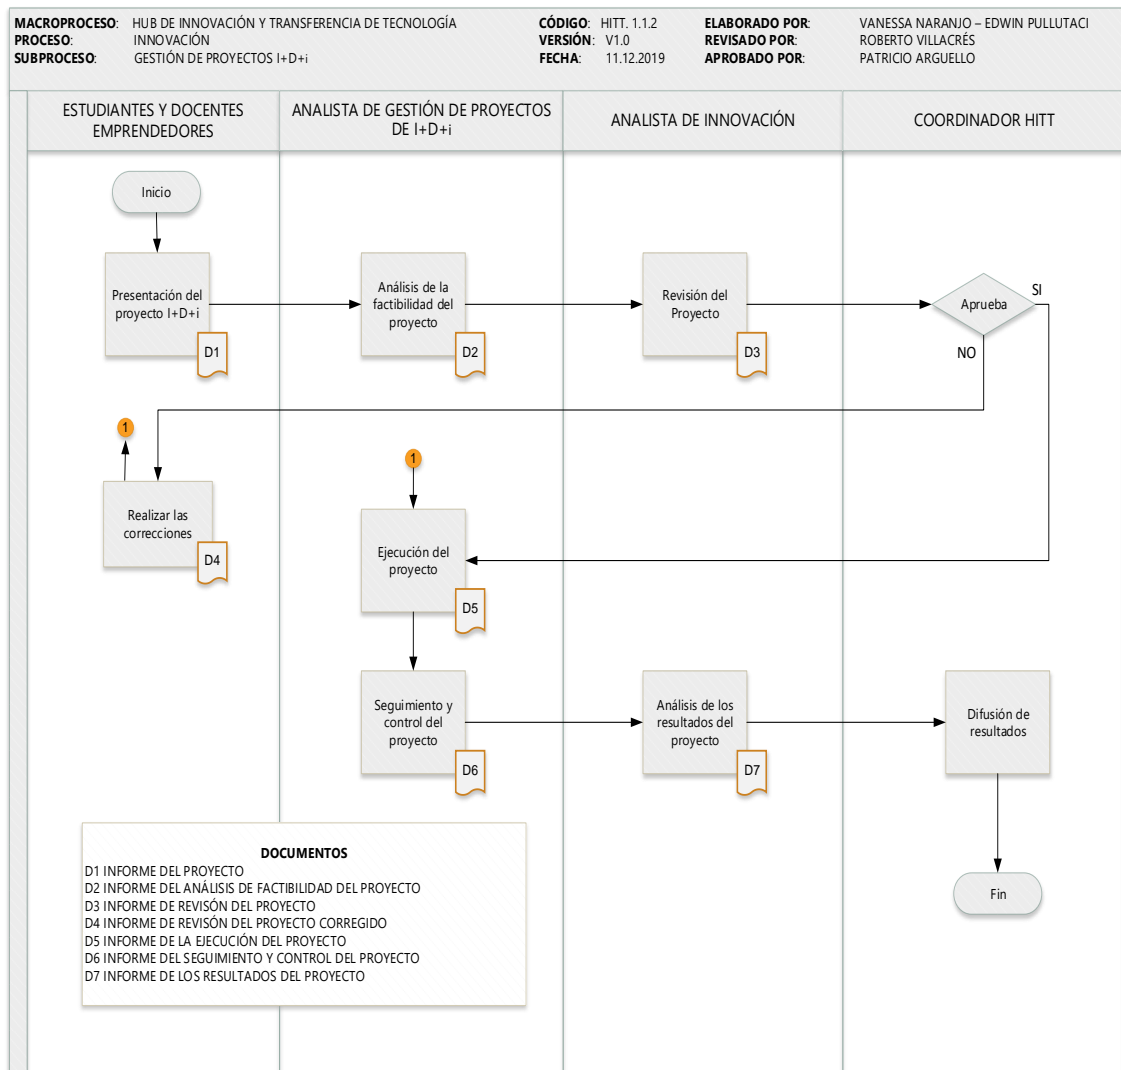 MACROPROCESO: HUB DE INNOVACIÓN Y TRANSFERENCIA DE TECNOLOGÍA
PROCESO: INNOVACIÓN
SUBPROCESO: GESTIÓN DE PROYECTOS I+D+i
CÓDIGO: HITT. 1.1.2
VERSIÓN: V1.0
FECHA: 11.12.2019
ELABORADO POR: VANESSA NARANJO – EDWIN PULLUTACI
REVISADO POR: ROBERTO VILLACRÉS
APROBADO POR: PATRICIO ARGUELLO
ESTUDIANTES Y DOCENTES
EMPRENDEDORES
ANALISTA DE GESTIÓN DE PROYECTOS
DE I+D+i
ANALISTA DE INNOVACIÓN
COORDINADOR HITT
Inicio
Presentación del
proyecto I+D+i
D1
Análisis de la
factibilidad del
proyecto
D2
Revisión del
Proyecto
D3
Aprueba
SI
NO
1
Realizar las
correcciones
D4
1
Ejecución del
proyecto
D5
Seguimiento y
control del
proyecto
D6
Análisis de los
resultados del
proyecto
D7
Difusión de
resultados
Fin
DOCUMENTOS
D1 INFORME DEL PROYECTO
D2 INFORME DEL ANÁLISIS DE FACTIBILIDAD DEL PROYECTO
D3 INFORME DE REVISÓN DEL PROYECTO
D4 INFORME DE REVISÓN DEL PROYECTO CORREGIDO
D5 INFORME DE LA EJECUCIÓN DEL PROYECTO
D6 INFORME DEL SEGUIMIENTO Y CONTROL DEL PROYECTO
D7 INFORME DE LOS RESULTADOS DEL PROYECTO